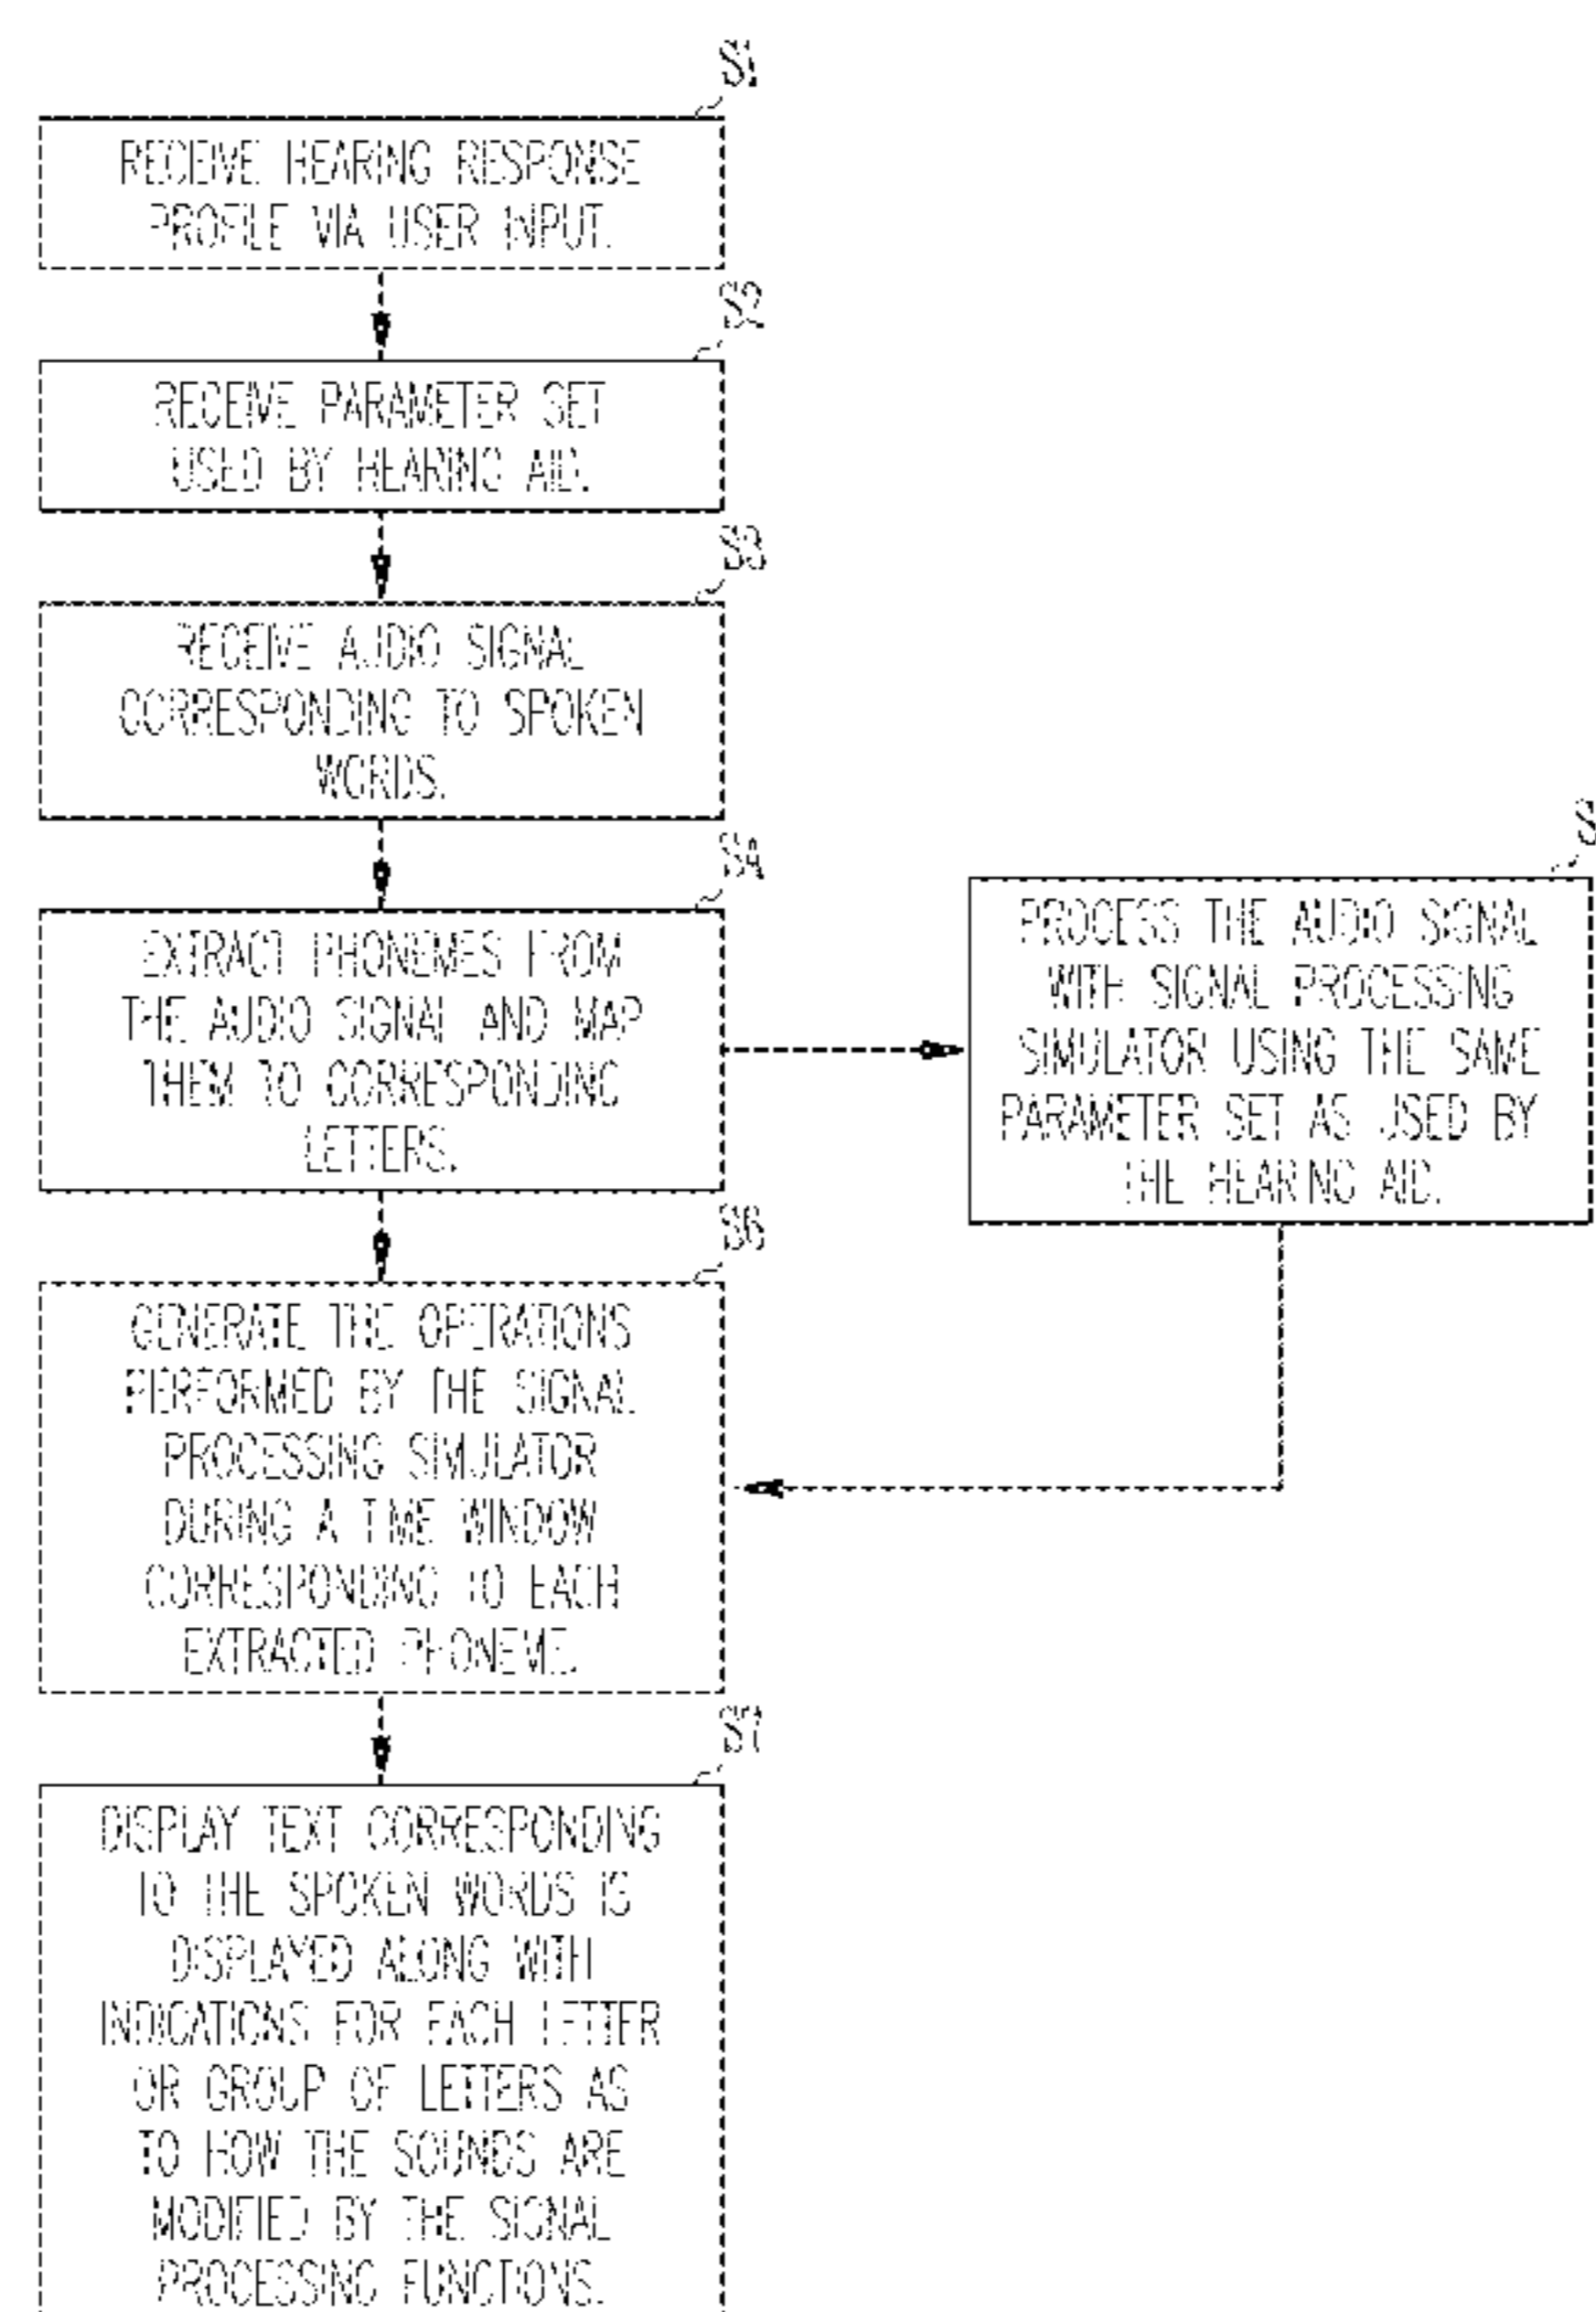 S1
RECEIVE HEARING RESPONSE
PROFILE VIA USER INPUT.
S2
RECEIVE PARAMETER SET
USED BY HEARING AID.
S3
RECEIVE AUDIO SIGNAL
CORRESPONDING TO SPOKEN
WORDS.
S4
EXTRACT PHONEMES FROM
THE AUDIO SIGNAL AND MAP
THEM TO CORRESPONDING
LETTERS.
S
PROCESS THE AUDIO SIGNAL
WITH SIGNAL PROCESSING
SIMULATOR USING THE SAME
PARAMETER SET AS USED BY
THE HEARING AID.
S6
GENERATE THE OPERATIONS
PERFORMED BY THE SIGNAL
PROCESSING SIMULATOR
DURING A TIME WINDOW
CORRESPONDING TO EACH
EXTRACTED PHONEME.
S7
DISPLAY TEXT CORRESPONDING
TO THE SPOKEN WORDS IS
DISPLAYED ALONG WITH
INDICATIONS FOR EACH LETTER
OR GROUP OF LETTERS AS
TO HOW THE SOUNDS ARE
MODIFIED BY THE SIGNAL
PROCESSING FUNCTIONS.